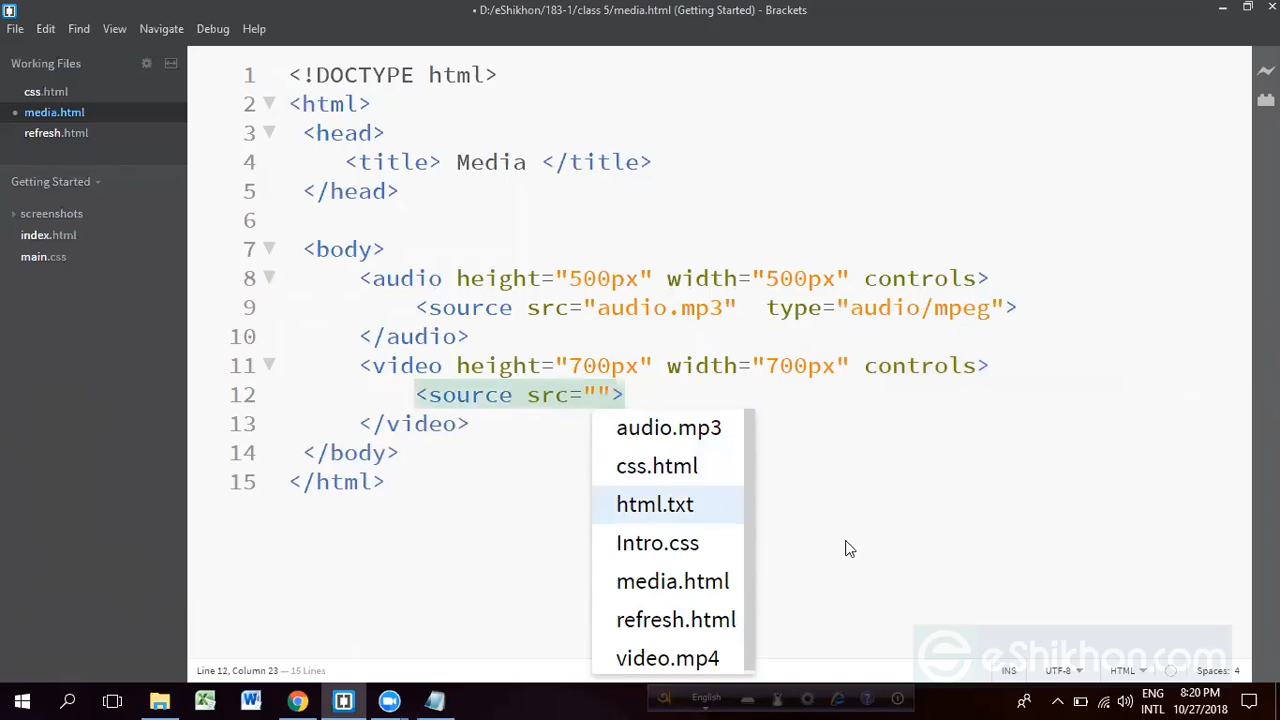 • D:/eShikhon/183-1/class 5/media.html (Getting Started) - Brackets
File Edit Find View Navigate Debug Help
Working Files
css.html
• media.html
refresh.html
Getting Started
screenshots
index.html
main.css
1 <!DOCTYPE html>
2 <html>
3 <head>
4 <title> Media </title>
5 </head>
6
7 <body>
8 <audio height="500px" width="500px" controls>
9 <source src="audio.mp3" type="audio/mpeg">
10 </audio>
11 <video height="700px" width="700px" controls>
12 <source src="">
13 </video>
14 </body>
15 </html>
audio.mp3
css.html
html.txt
Intro.css
media.html
refresh.html
video.mp4
eShikhon.com
Line 12, Column 23 — 15 Lines
INS UTF-8 HTML Spaces: 4
English
ENG
INTL
8:20 PM
10/27/2018